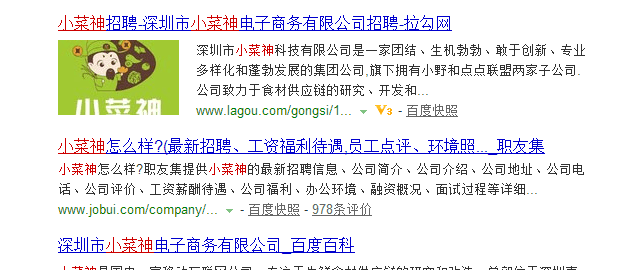 小菜神招聘-深圳市小菜神电子商务有限公司招聘-拉勾网
小菜神
深圳市小菜神科技有限公司是一家团结、生机勃勃、敢于创新、专业
多样化和蓬勃发展的集团公司,旗下拥有小野和点点联盟两家子公司.
公司致力于食材供应链的研究、开发和...
www.lagou.com/gongsi/1... V3 - 百度快照
小菜神怎么样?(最新招聘、工资福利待遇,员工点评、环境照..._职友集
小菜神怎么样?职友集提供小菜神的最新招聘信息、公司简介、公司介绍、公司地址、公司电
话、公司评价、工资薪酬待遇、公司福利、办公环境、融资概况、面试过程等详细...
www.jobui.com/company/... - 百度快照 - 978条评价
深圳市小菜神电子商务有限公司_百度百科